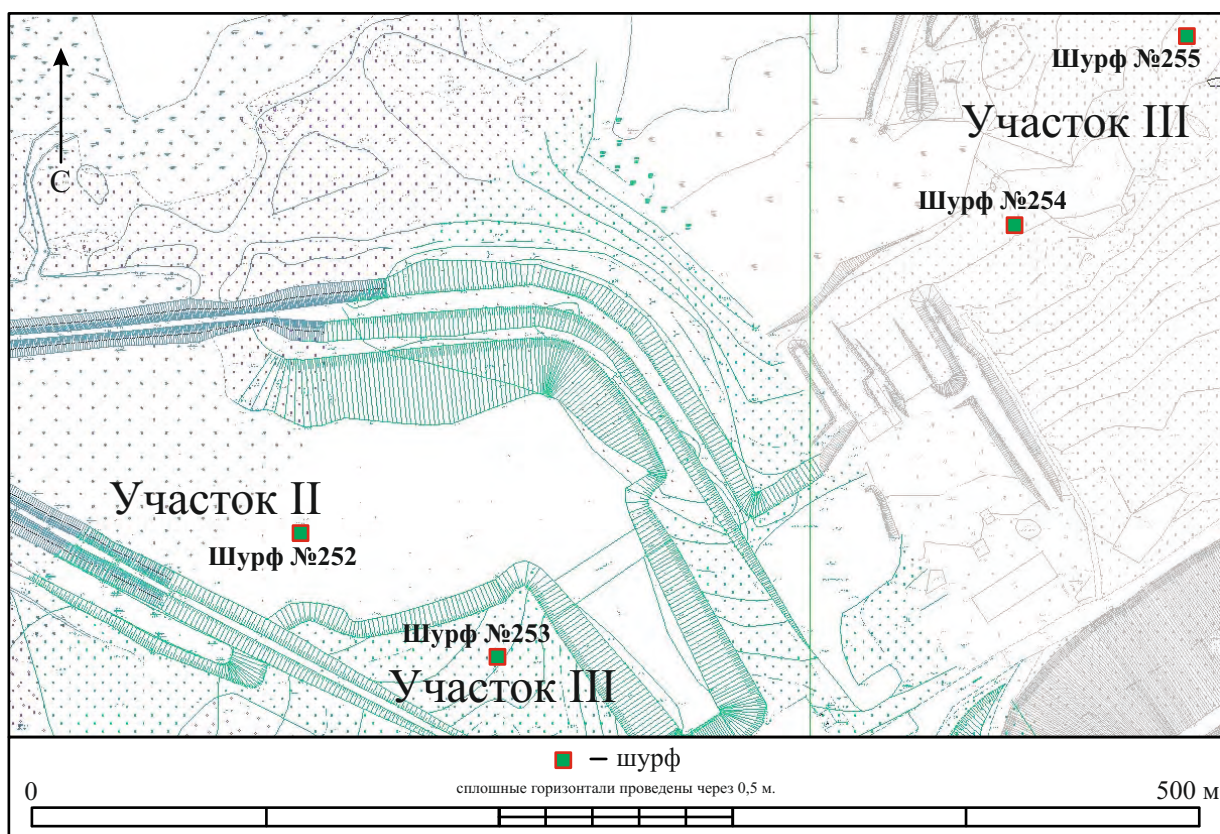 Шурф №255
Участок III
С
Шурф №254
Участок II
Шурф №252
Шурф №253
Участок III
– шурф
сплошные горизонтали проведены через 0,5 м.
0
500 м